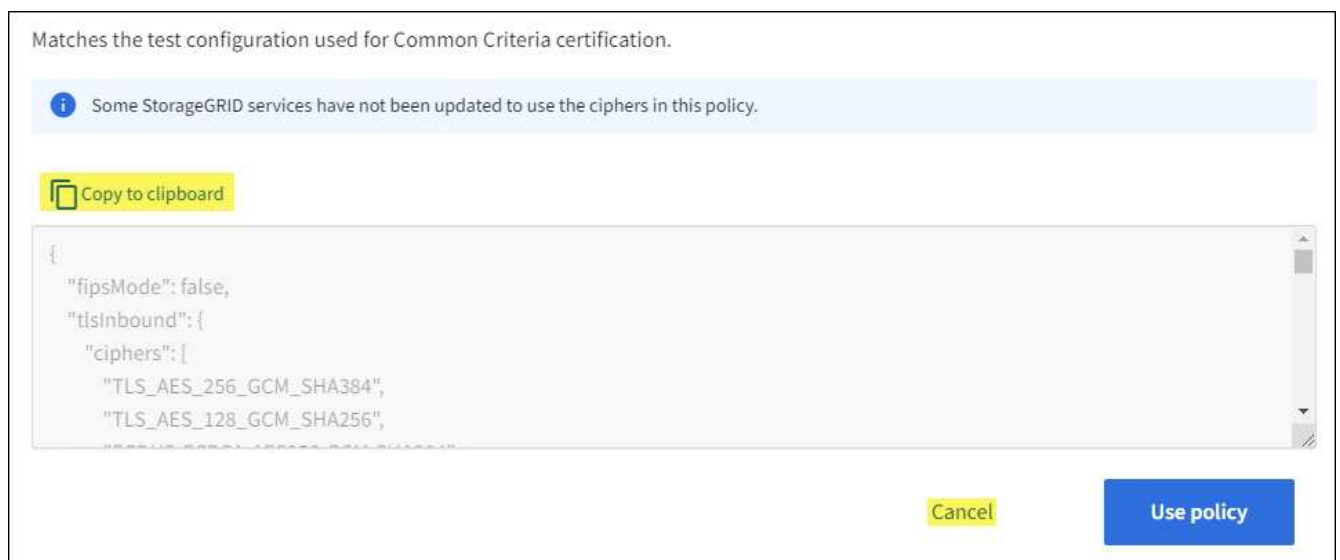 Matches the test configuration used for Common Criteria certification.
Some StorageGRID services have not been updated to use the ciphers in this policy.
Copy to clipboard
{
"fipsMode": false,
"tlsInbound": {
"ciphers": [
"TLS_AES_256_GCM_SHA384",
"TLS_AES_128_GCM_SHA256",
Cancel
Use policy